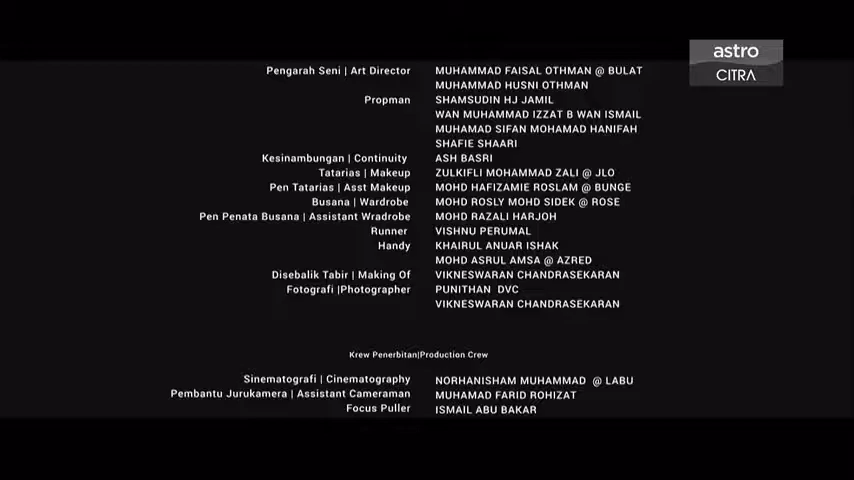 astro
CITRA
Pengarah Seni | Art Director MUHAMMAD FAISAL OTHMAN @ BULAT
MUHAMMAD HUSNI OTHMAN
Propman SHAMSUDIN HJ JAMIL
WAN MUHAMMAD IZZAT B WAN ISMAIL
MUHAMAD SIFAN MOHAMAD HANIFAH
SHAFIE SHAARI
Kesinambungan | Continuity ASH BASRI
Tatarias | Makeup ZULKIFLI MOHAMMAD ZALI @ JLO
Pen Tatarias | Asst Makeup MOHD HAFIZAMIE ROSLAM @ BUNGE
Busana | Wardrobe MOHD ROSLY MOHD SIDEK @ ROSE
Pen Penata Busana | Assistant Wradrobe MOHD RAZALI HARJOH
Runner VISHNU PERUMAL
Handy KHAIRUL ANUAR ISHAK
MOHD ASRUL AMSA @ AZRED
Disebalik Tabir | Making Of VIKNESWARAN CHANDRASEKARAN
Fotografi |Photographer PUNITHAN DVC
VIKNESWARAN CHANDRASEKARAN
Krew Penerbitan|Production Crew
Sinematografi | Cinematography NORHANISHAM MUHAMMAD @ LABU
Pembantu Jurukamera | Assistant Cameraman MUHAMAD FARID ROHIZAT
Focus Puller ISMAIL ABU BAKAR